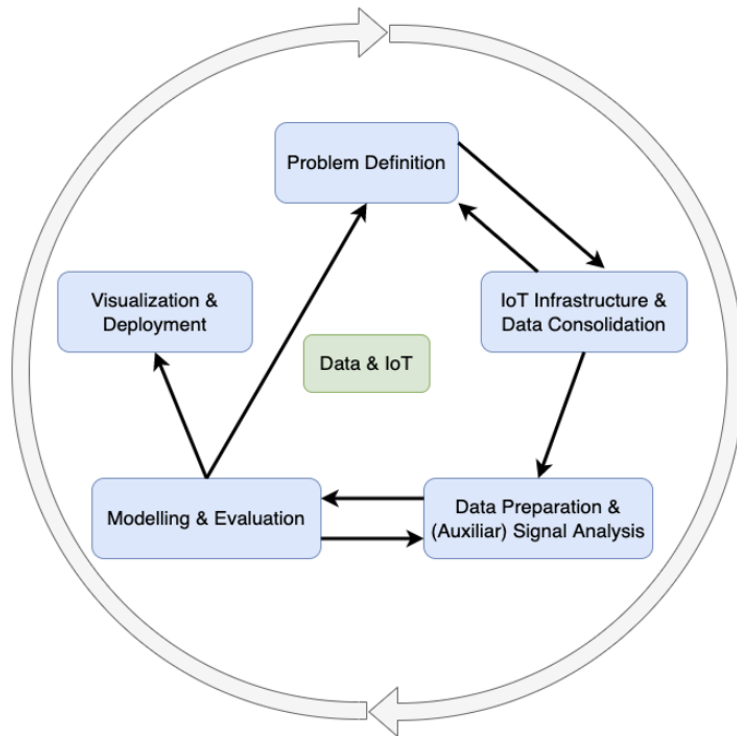 Problem Definition
IoT Infrastructure &
Data Consolidation
Visualization &
Deployment
Data & IoT
Modelling & Evaluation
Data Preparation &
(Auxiliar) Signal Analysis